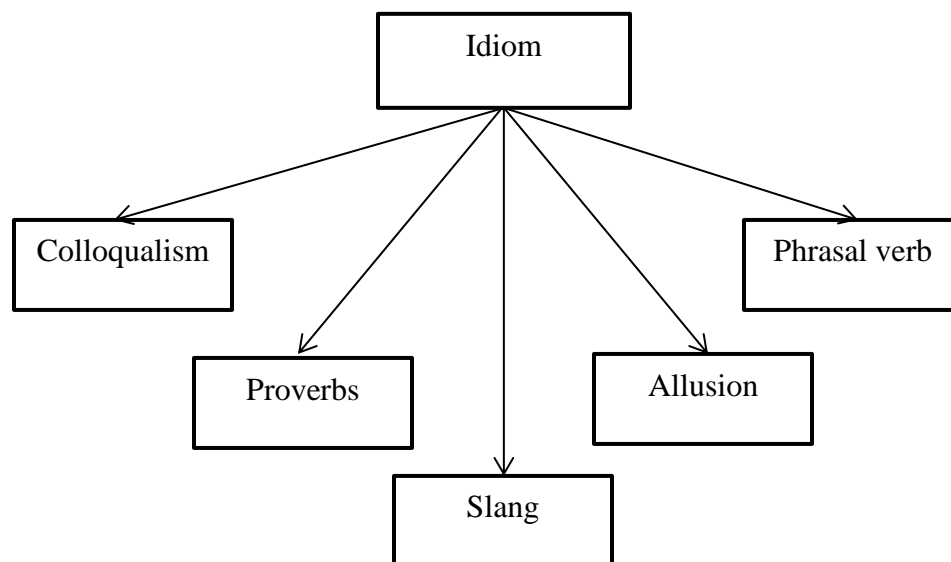 Idiom
Colloqualism
Phrasal verb
Proverbs
Allusion
Slang